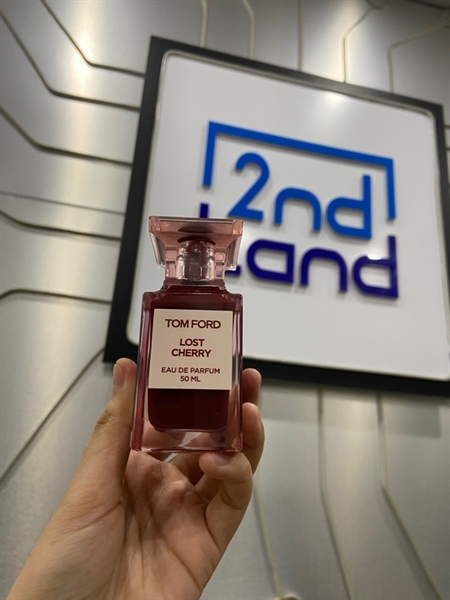 2nd
Land
TOM FORD
LOST
CHERRY
EAU DE PARFUM
50 ML